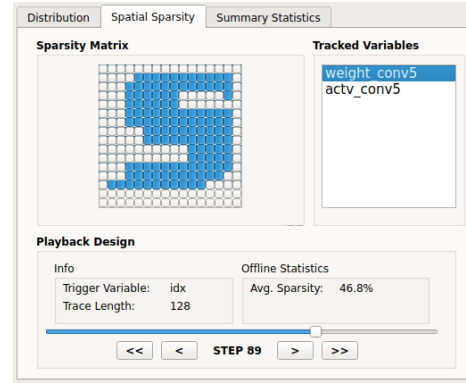 Distribution Spatial Sparsity Summary Statistics
Sparsity Matrix Tracked Variables
weight_conv5
actv_conv5
Playback Design
Info Offline Statistics
Trigger Variable: idx Avg. Sparsity: 46.8%
Trace Length: 128
<< < STEP 89 > >>